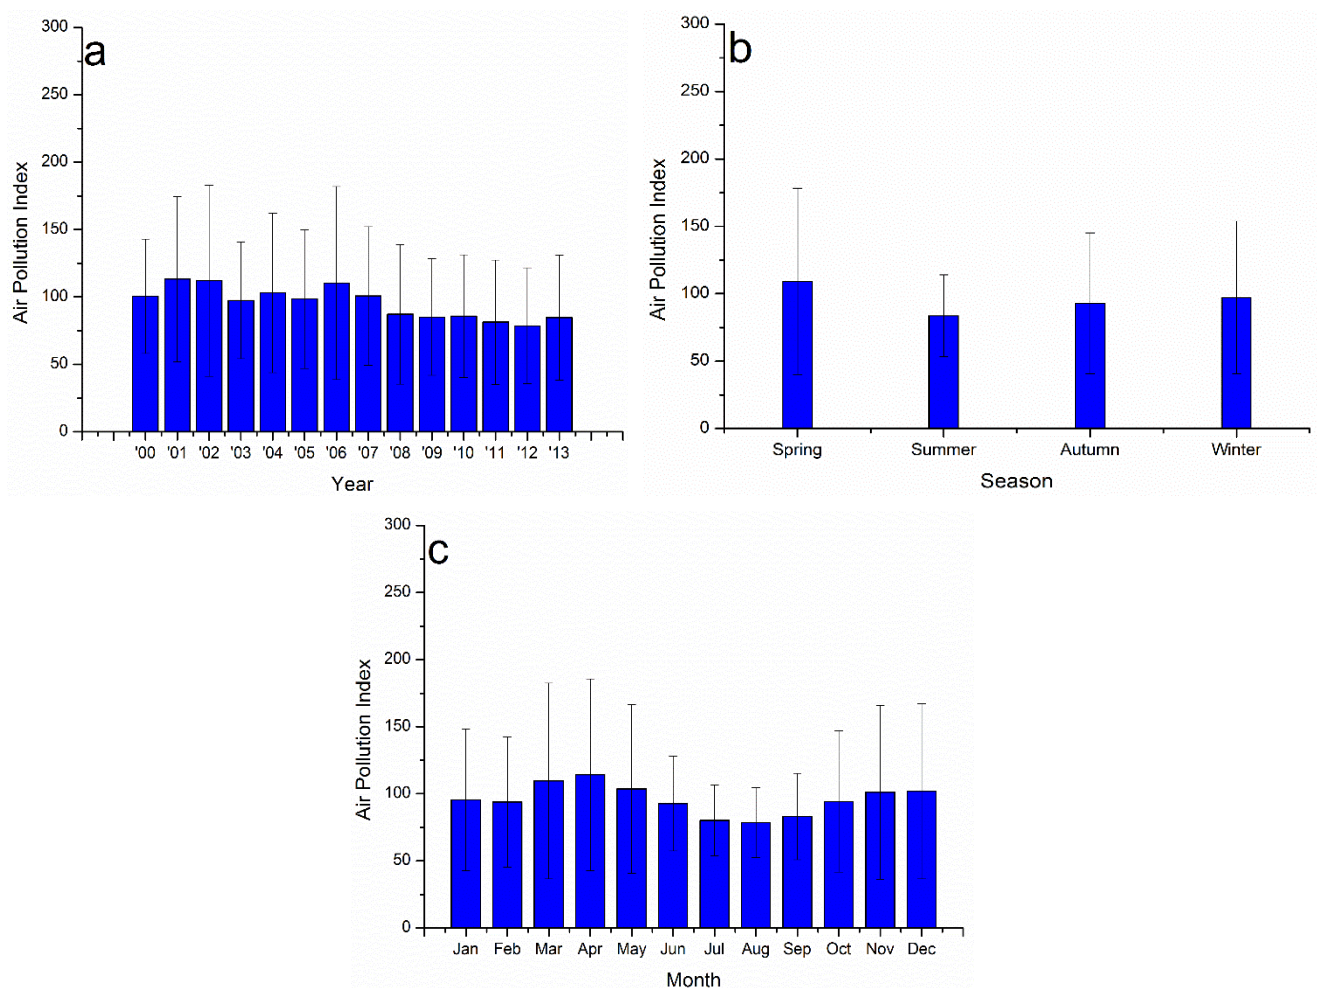 a
300
250
200
150
100
50
0
Air Pollution Index
'00 '01 '02 '03 '04 '05 '06 '07 '08 '09 '10 '11 '12 '13
Year
b
300
250
200
150
100
50
0
Air Pollution Index
Spring Summer Autumn Winter
Season
c
300
250
200
150
100
50
0
Air Pollution Index
Jan Feb Mar Apr May Jun Jul Aug Sep Oct Nov Dec
Month